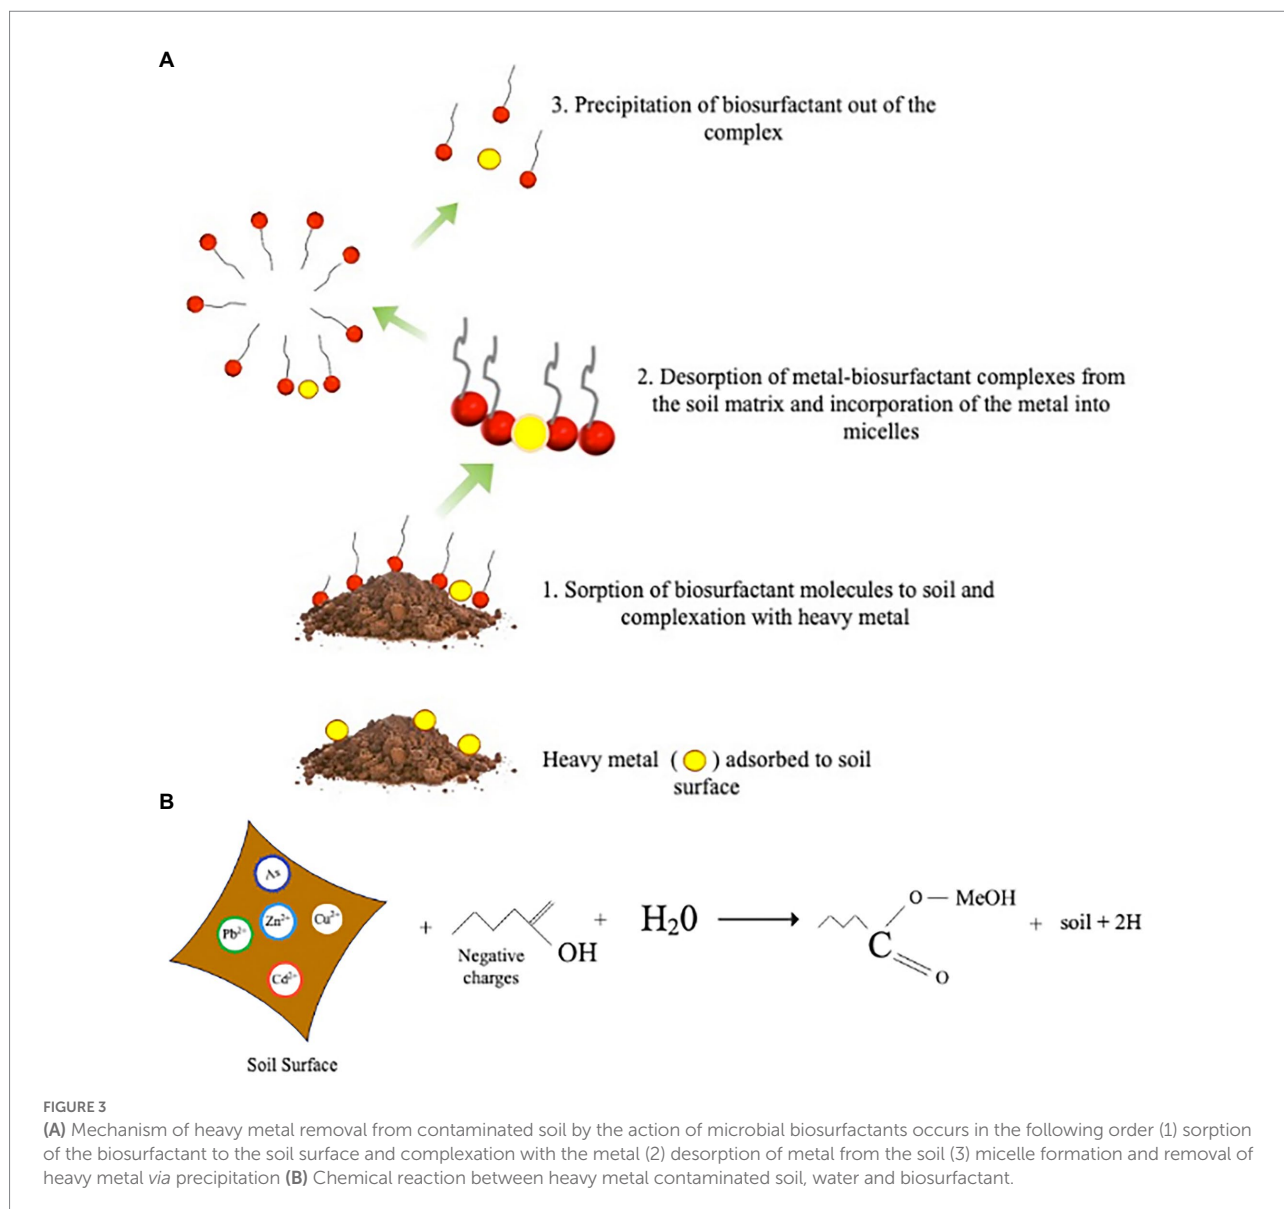 A
3. Precipitation of biosurfactant out of the
complex
2. Desorption of metal-biosurfactant complexes from
the soil matrix and incorporation of the metal into
micelles
1. Sorption of biosurfactant molecules to soil and
complexation with heavy metal
Heavy metal ( ) adsorbed to soil
surface
B
As
Pb2+
Zn2+
Cu2+
Cd2+
Soil Surface
+
Negative
charges
OH
+
H20
O — MeOH
C
O
+ soil + 2H
FIGURE 3
(A) Mechanism of heavy metal removal from contaminated soil by the action of microbial biosurfactants occurs in the following order (1) sorption
of the biosurfactant to the soil surface and complexation with the metal (2) desorption of metal from the soil (3) micelle formation and removal of
heavy metal via precipitation (B) Chemical reaction between heavy metal contaminated soil, water and biosurfactant.